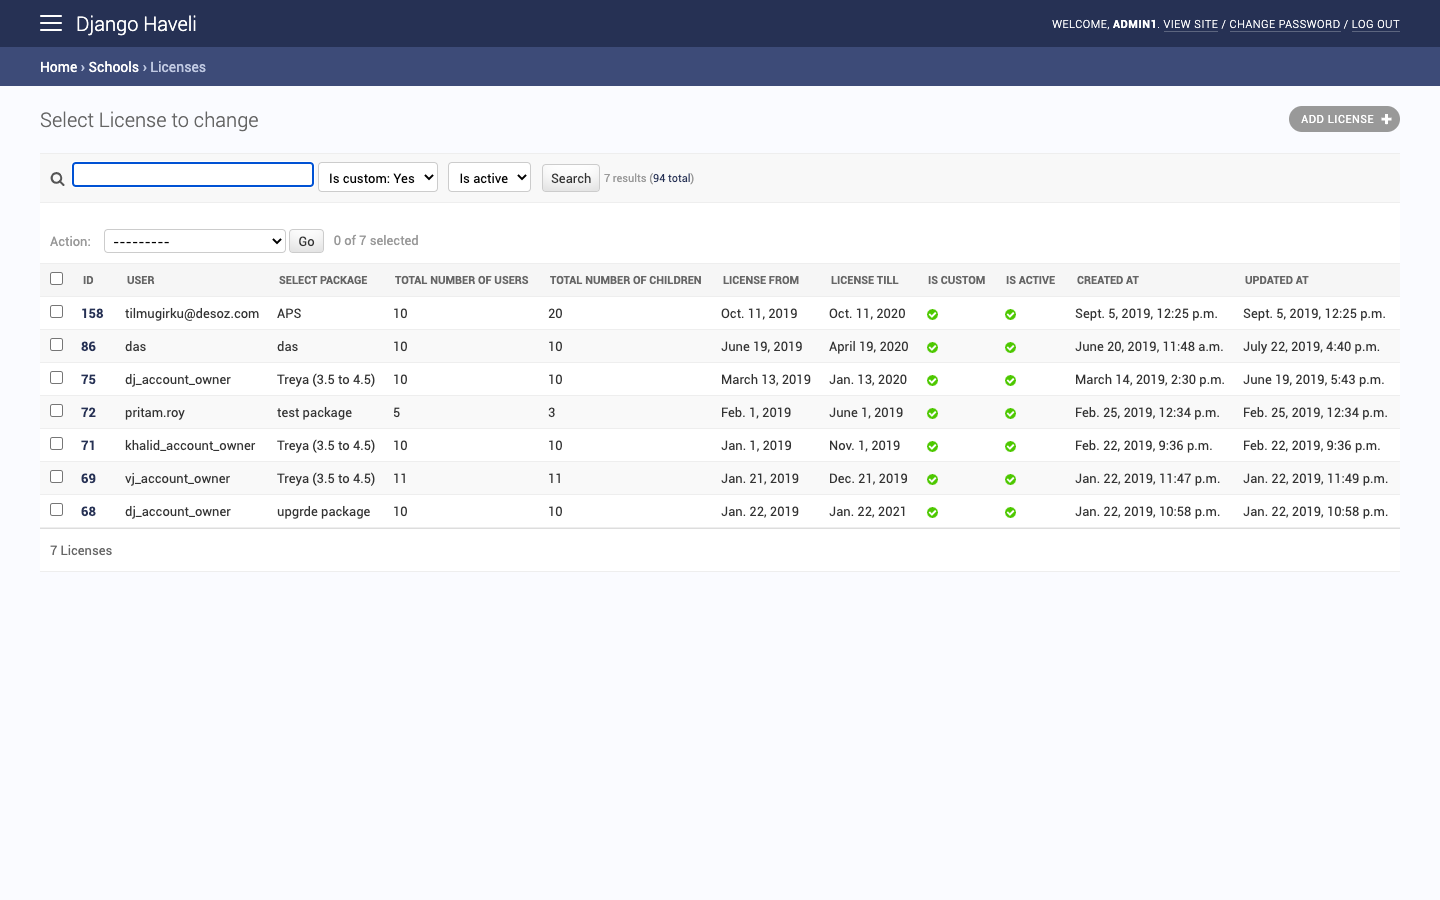 Django Haveli
WELCOME, ADMIN1. VIEW SITE / CHANGE PASSWORD / LOG OUT
Home › Schools › Licenses
Select License to change
ADD LICENSE
Is custom: Yes
Is active
Search
7 results (94 total)
Action:
---------
Go
0 of 7 selected
ID USER SELECT PACKAGE TOTAL NUMBER OF USERS TOTAL NUMBER OF CHILDREN LICENSE FROM LICENSE TILL IS CUSTOM IS ACTIVE CREATED AT UPDATED AT
158 tilmugirku@desoz.com APS 10 20 Oct. 11, 2019 Oct. 11, 2020 Sept. 5, 2019, 12:25 p.m. Sept. 5, 2019, 12:25 p.m.
86 das das 10 10 June 19, 2019 April 19, 2020 June 20, 2019, 11:48 a.m. July 22, 2019, 4:40 p.m.
75 dj_account_owner Treya (3.5 to 4.5) 10 10 March 13, 2019 Jan. 13, 2020 March 14, 2019, 2:30 p.m. June 19, 2019, 5:43 p.m.
72 pritam.roy test package 5 3 Feb. 1, 2019 June 1, 2019 Feb. 25, 2019, 12:34 p.m. Feb. 25, 2019, 12:34 p.m.
71 khalid_account_owner Treya (3.5 to 4.5) 10 10 Jan. 1, 2019 Nov. 1, 2019 Feb. 22, 2019, 9:36 p.m. Feb. 22, 2019, 9:36 p.m.
69 vj_account_owner Treya (3.5 to 4.5) 11 11 Jan. 21, 2019 Dec. 21, 2019 Jan. 22, 2019, 11:47 p.m. Jan. 22, 2019, 11:49 p.m.
68 dj_account_owner upgrde package 10 10 Jan. 22, 2019 Jan. 22, 2021 Jan. 22, 2019, 10:58 p.m. Jan. 22, 2019, 10:58 p.m.
7 Licenses